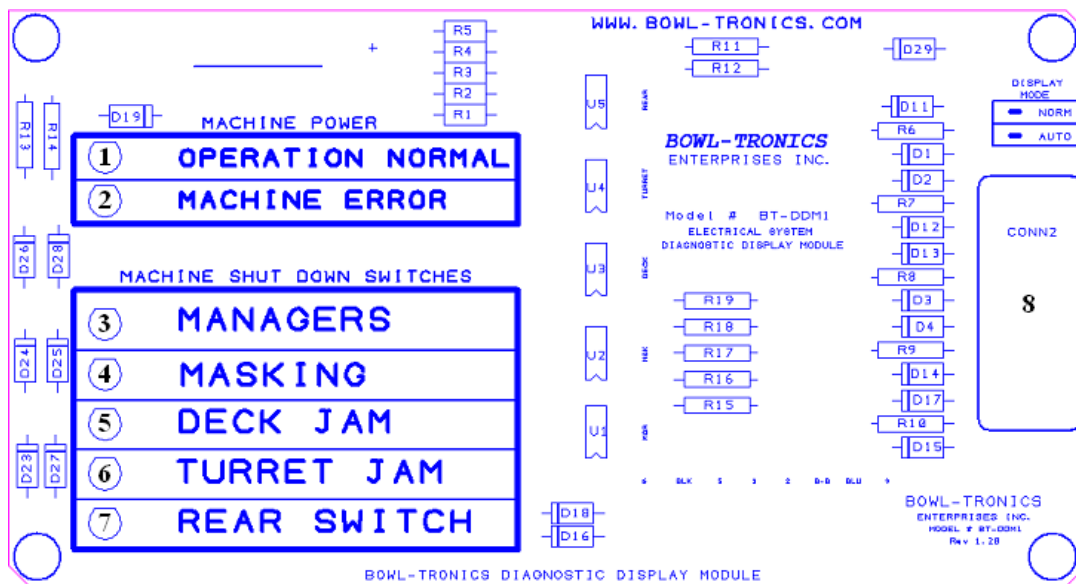 WWW.BOWL-TRONICS.COM
R5
R4
R3
R2
R1
R11
R12
D29
DISPLAY
MODE
NORM
AUTO
R13
R14
D19
MACHINE POWER
1 OPERATION NORMAL
2 MACHINE ERROR
U5
REAR
U4
TURRET
U3
DECK
U2
MSK
U1
MGR
BOWL-TRONICS
ENTERPRISES INC.
Model # BT-DDM1
ELECTRICAL SYSTEM
DIAGNOSTIC DISPLAY MODULE
D11
R6
D1
D2
R7
D12
D13
R8
D3
D4
R9
D14
D17
R10
D15
CONN2
8
D26
D28
D24
D25
D23
D27
MACHINE SHUT DOWN SWITCHES
3 MANAGERS
4 MASKING
5 DECK JAM
6 TURRET JAM
7 REAR SWITCH
R19
R18
R17
R16
R15
6 BLK 5 3 2 B-B BLU 9
D18
D16
BOWL-TRONICS
ENTERPRISES INC.
MODEL # BT-DDM1
Rev 1.20
BOWL-TRONICS DIAGNOSTIC DISPLAY MODULE